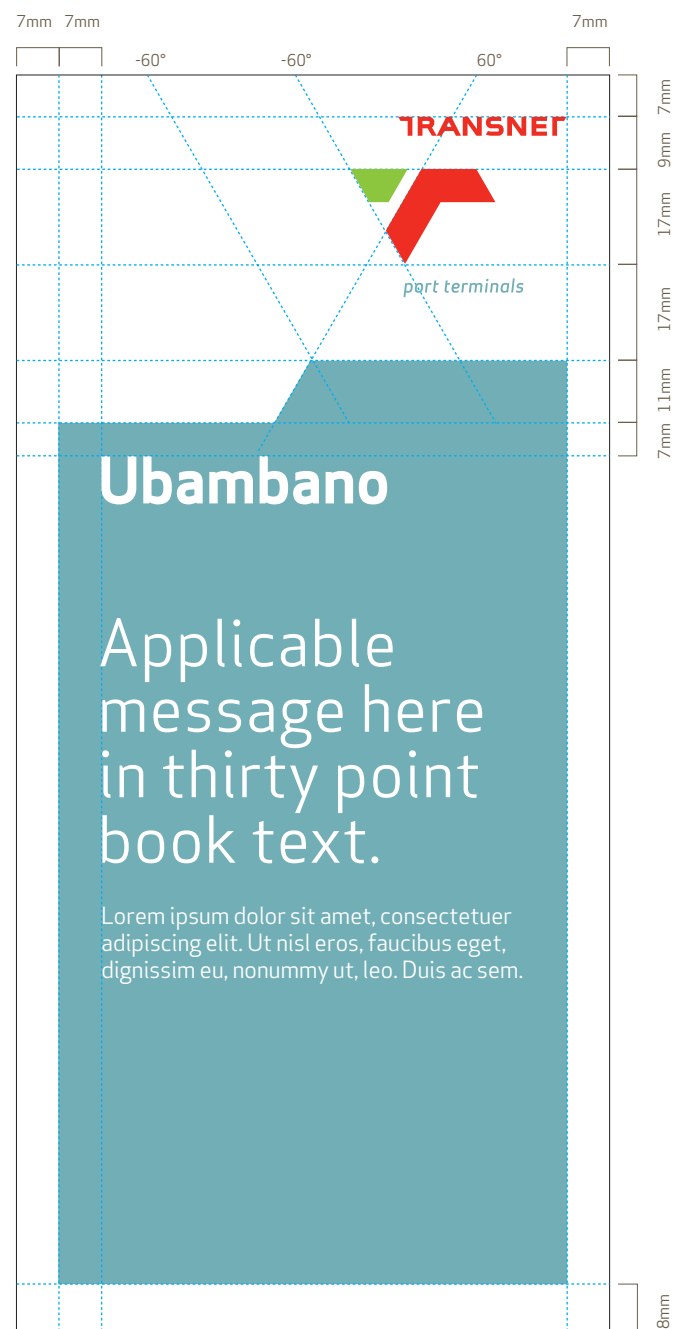 7mm 7mm 7mm
-60° -60° 60°
TRANSNET
port terminals
7mm
9mm
17mm
17mm
11mm
7mm
Ubambano
Applicable
message here
in thirty point
book text.
Lorem ipsum dolor sit amet, consectetuer
adipiscing elit. Ut nisl eros, faucibus eget,
dignissim eu, nonummy ut, leo. Duis ac sem.
8mm